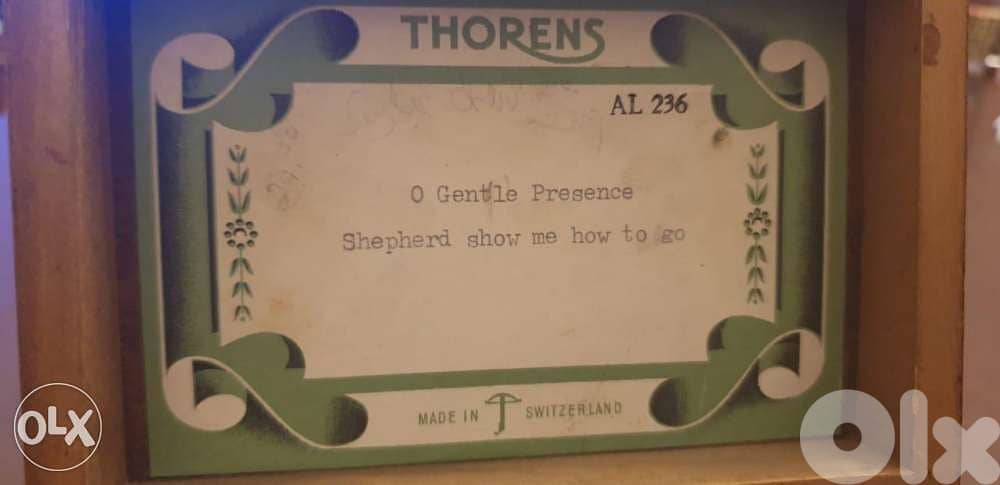 THORENS
AL 236
O Gentle Presence
Shepherd show me how to go
MADE IN SWITZERLAND
OLX
olx